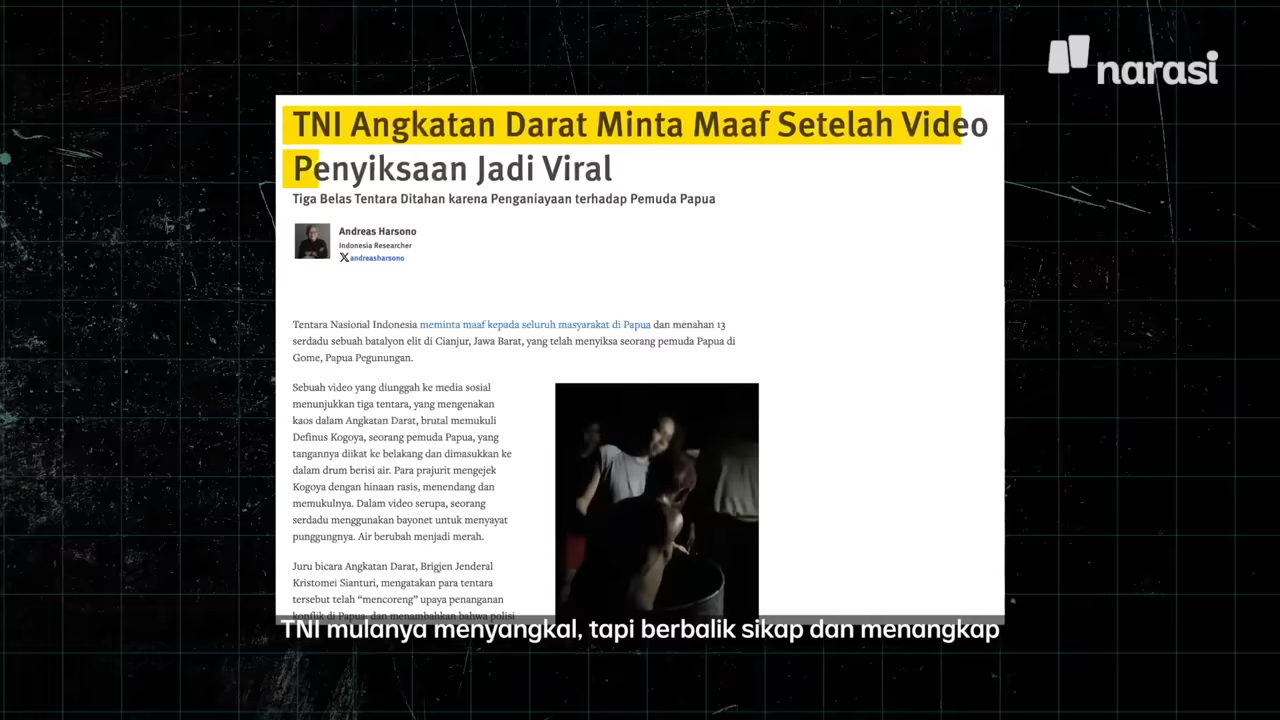 narasi
TNI Angkatan Darat Minta Maaf Setelah Video
Penyiksaan Jadi Viral
Tiga Belas Tentara Ditahan karena Penganiayaan terhadap Pemuda Papua
Andreas Harsono
Indonesia Researcher
X andreasharsono
Tentara Nasional Indonesia meminta maaf kepada seluruh masyarakat di Papua dan menahan 13
serdadu sebuah batalyon elit di Cianjur, Jawa Barat, yang telah menyiksa seorang pemuda Papua di
Gome, Papua Pegunungan.
Sebuah video yang diunggah ke media sosial
menunjukkan tiga tentara, yang mengenakan
kaos dalam Angkatan Darat, brutal memukuli
Definus Kogoya, seorang pemuda Papua, yang
tangannya diikat ke belakang dan dimasukkan ke
dalam drum berisi air. Para prajurit mengejek
Kogoya dengan hinaan rasis, menendang dan
memukulnya. Dalam video serupa, seorang
serdadu menggunakan bayonet untuk menyayat
punggungnya. Air berubah menjadi merah.
Juru bicara Angkatan Darat, Brigjen Jenderal
Kristomei Sianturi, mengatakan para tentara
tersebut telah “mencoreng” upaya penanganan
konflik di Papua, dan menambahkan bahwa polisi
TNI mulanya menyangkal, tapi berbalik sikap dan menangkap